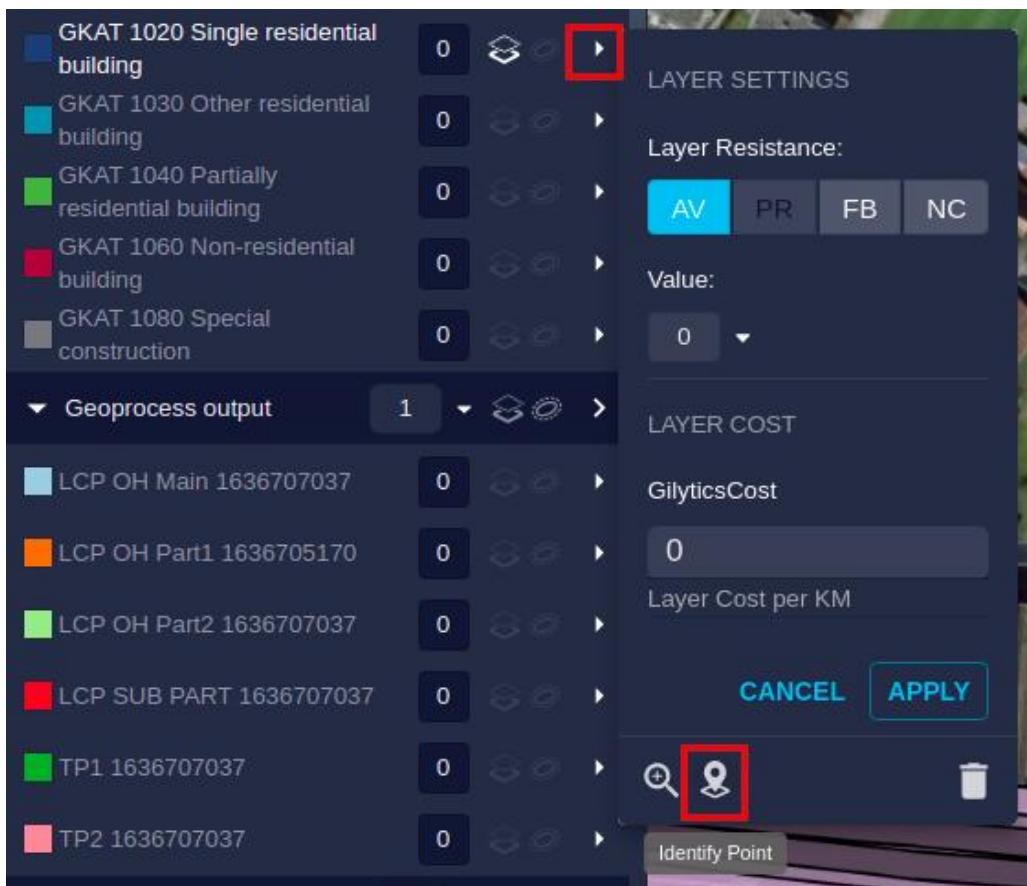 GKAT 1020 Single residential
building
0
GKAT 1030 Other residential
building
0
GKAT 1040 Partially
residential building
0
GKAT 1060 Non-residential
building
0
GKAT 1080 Special
construction
0
Geoprocess output
1
LCP OH Main 1636707037
0
LCP OH Part1 1636705170
0
LCP OH Part2 1636707037
0
LCP SUB PART 1636707037
0
TP1 1636707037
0
TP2 1636707037
0
LAYER SETTINGS
Layer Resistance:
AV PR FB NC
Value:
0
LAYER COST
GilyticsCost
0
Layer Cost per KM
CANCEL APPLY
Identify Point